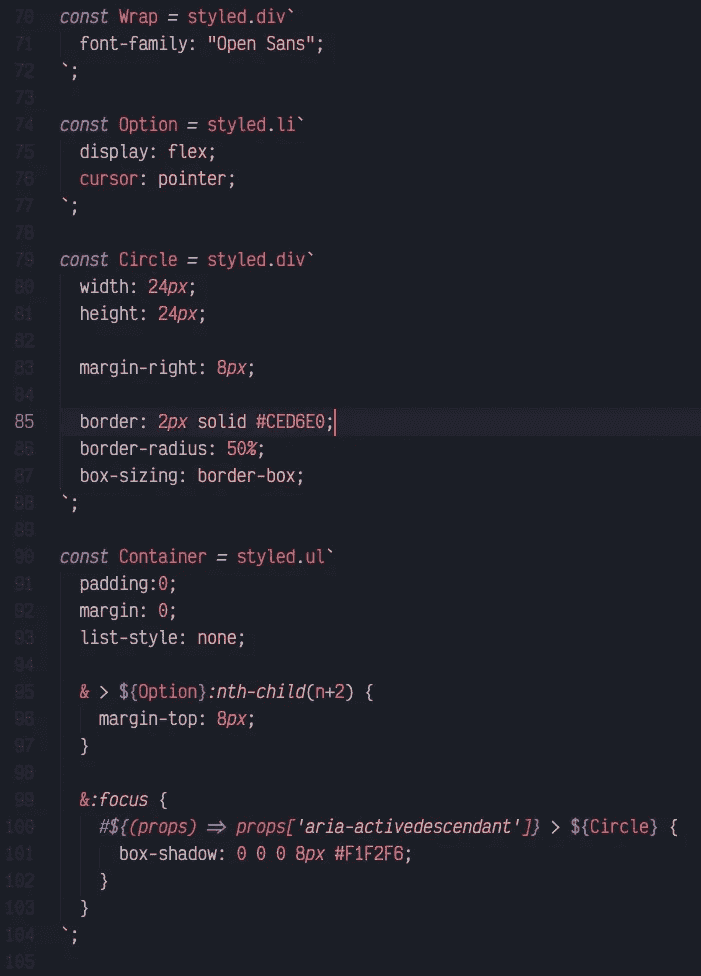 70 const Wrap = styled.div`
71 font-family: "Open Sans";
72 `;
73
74 const Option = styled.li`
75 display: flex;
76 cursor: pointer;
77 `;
78
79 const Circle = styled.div`
80 width: 24px;
81 height: 24px;
82
83 margin-right: 8px;
84
85 border: 2px solid #CED6E0;
86 border-radius: 50%;
87 box-sizing: border-box;
88 `;
89
90 const Container = styled.ul`
91 padding:0;
92 margin: 0;
93 list-style: none;
94
95 & > ${Option}:nth-child(n+2) {
96 margin-top: 8px;
97 }
98
99 &:focus {
100 #${(props) => props['aria-activedescendant']} > ${Circle} {
101 box-shadow: 0 0 0 8px #F1F2F6;
102 }
103 }
104 `;
105